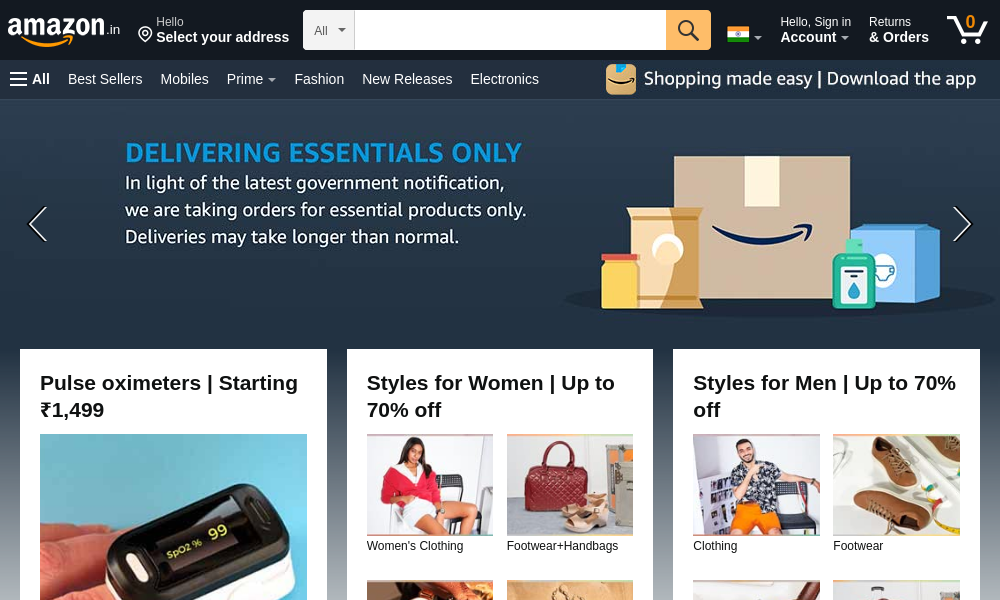 amazon.in
Hello
Select your address
All
Hello, Sign in
Account
Returns
& Orders
0
All
Best Sellers
Mobiles
Prime
Fashion
New Releases
Electronics
Shopping made easy | Download the app
DELIVERING ESSENTIALS ONLY
In light of the latest government notification,
we are taking orders for essential products only.
Deliveries may take longer than normal.
Pulse oximeters | Starting
₹1,499
SpO2 % 99
Styles for Women | Up to
70% off
Women's Clothing
Footwear+Handbags
Styles for Men | Up to 70%
off
Clothing
Footwear